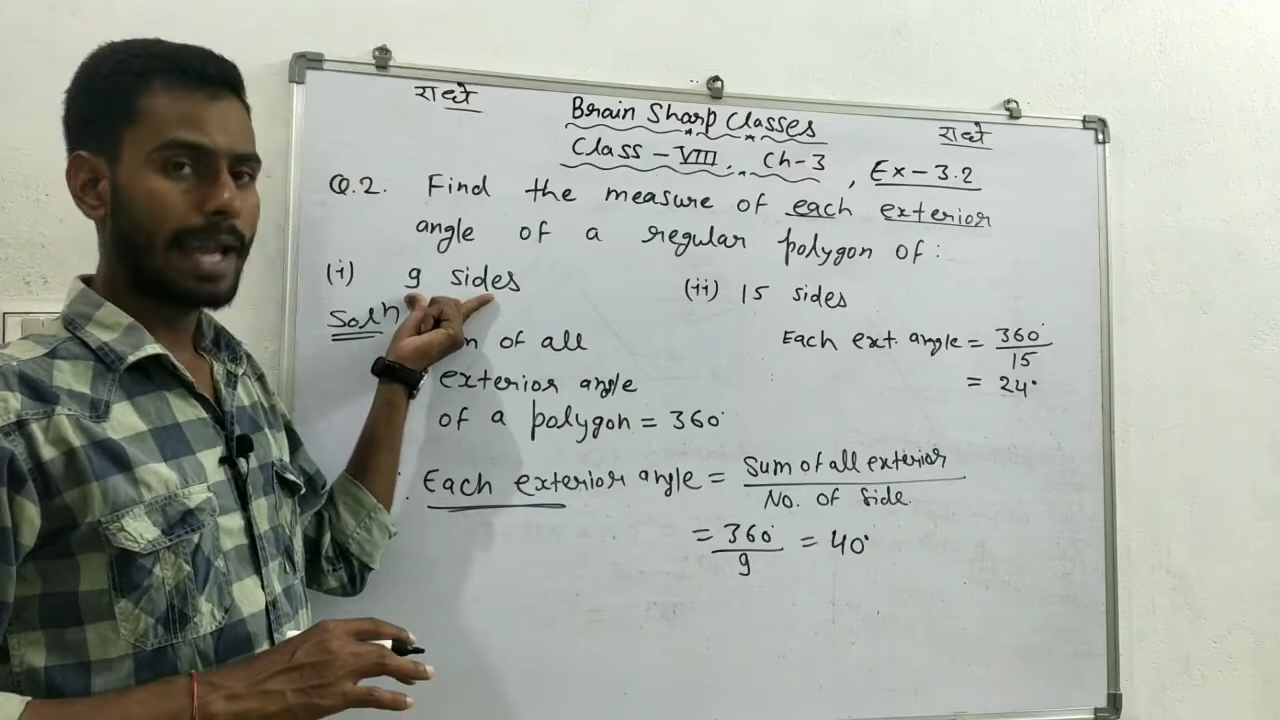 राधे
Brain Sharp Classes
राधे
Class - VIII. Ch-3, Ex-3.2
Q.2. Find the measure of each exterior
angle of a regular polygon of:
(i) 9 sides
(ii) 15 sides
Soln
of all
exterior angle
of a polygon = 360°
Each ext. angle = 360°/15
= 24°
Each exterior angle = Sum of all exterior / No. of side
= 360°/9 = 40°